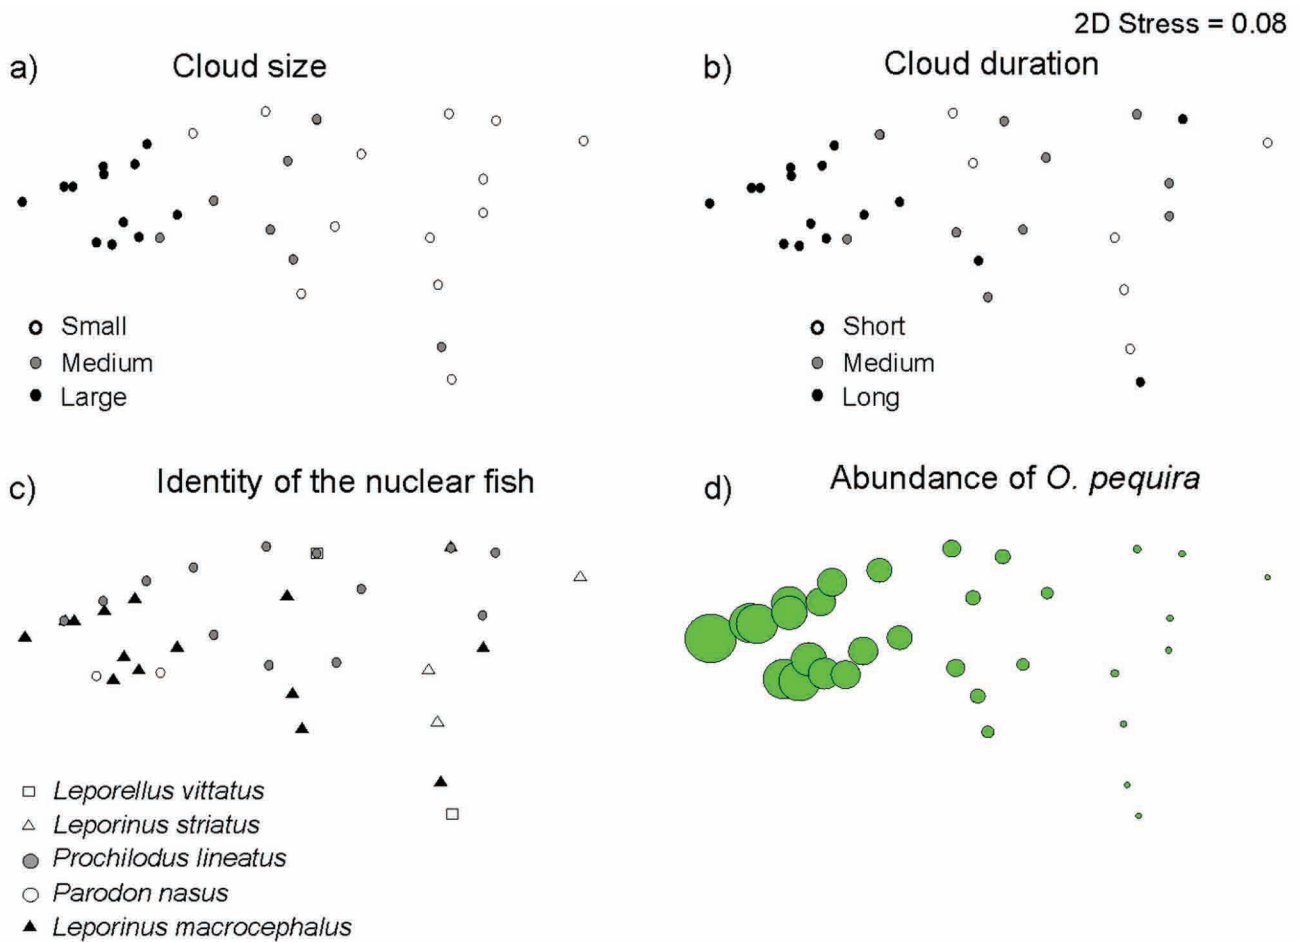 2D Stress = 0.08
a) Cloud size
b) Cloud duration
Small
Medium
Large
Short
Medium
Long
c) Identity of the nuclear fish
d) Abundance of O. pequira
Leporellus vittatus
Leporinus striatus
Prochilodus lineatus
Parodon nasus
Leporinus macrocephalus